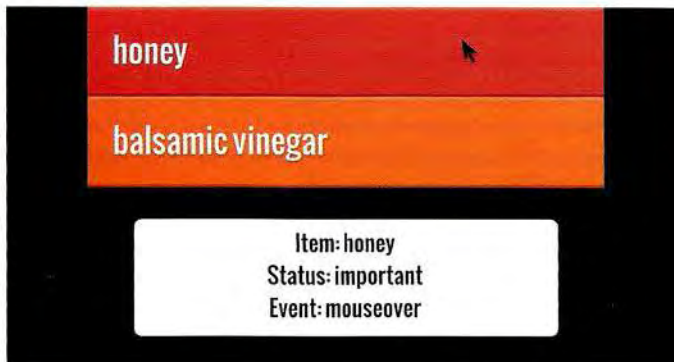 honey
balsamic vinegar
Item: honey
Status: important
Event: mouseover